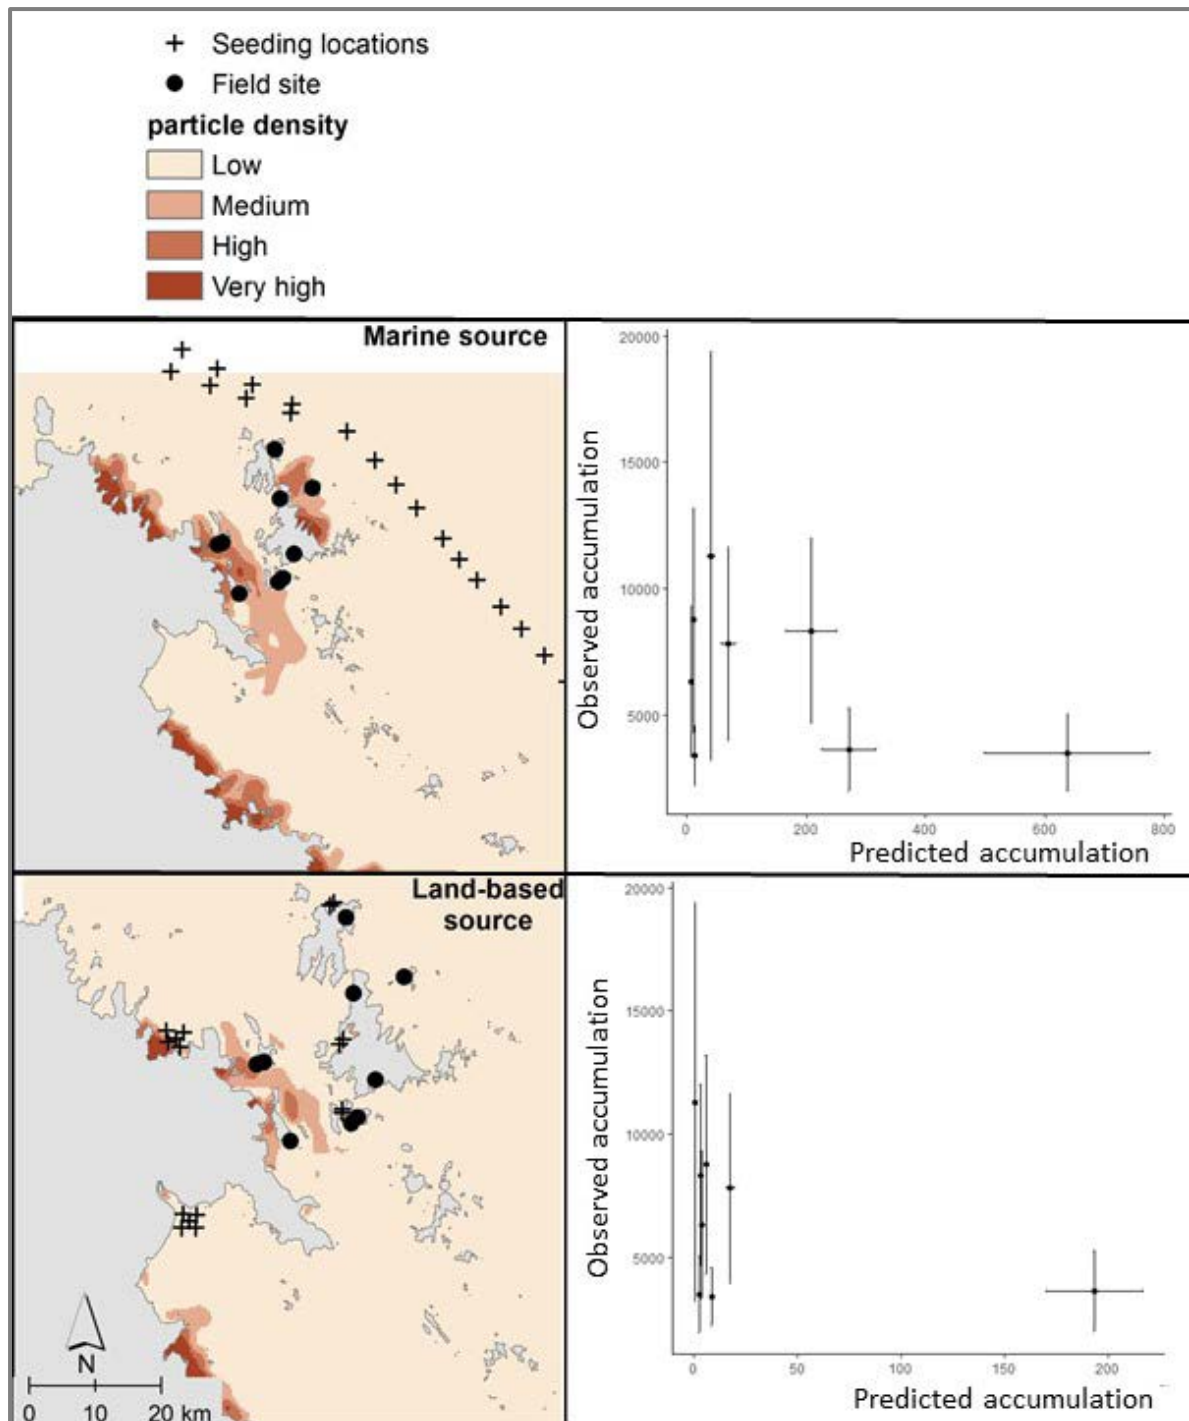 Seeding locations
Field site
particle density
Low
Medium
High
Very high
Marine source
20000
15000
10000
5000
Observed accumulation
0 200 400 600 800
Predicted accumulation
Land-based
source
N
0 10 20 km
20000
15000
10000
5000
Observed accumulation
0 50 100 150 200
Predicted accumulation